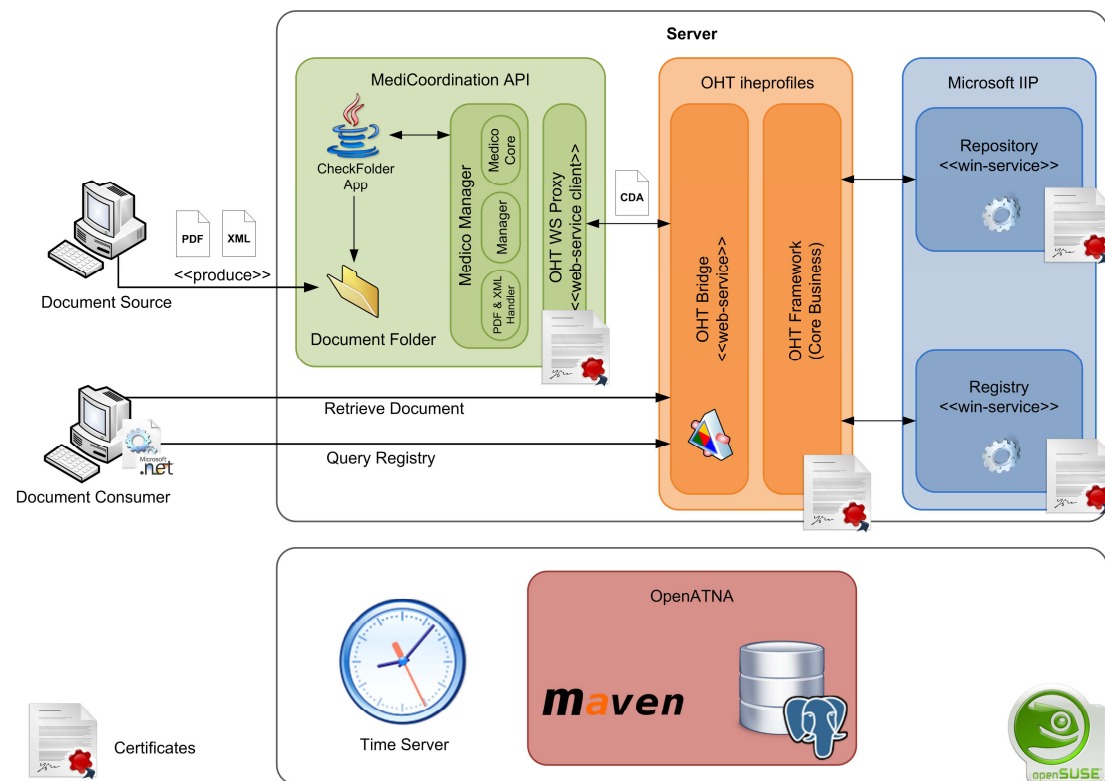 Server
MediCoordination API
OHT iheprofiles
Microsoft IIP
CheckFolder
App
Medico Manager
Medico
Core
Manager
PDF & XML
Handler
OHT WS Proxy
<<web-service client>>
CDA
OHT Bridge
<<web-service>>
OHT Framework
(Core Business)
Repository
<<win-service>>
Registry
<<win-service>>
PDF
XML
<<produce>>
Document Source
Document Folder
Retrieve Document
Query Registry
Microsoft
.net
Document Consumer
OpenATNA
maven
Time Server
Certificates
openSUSE